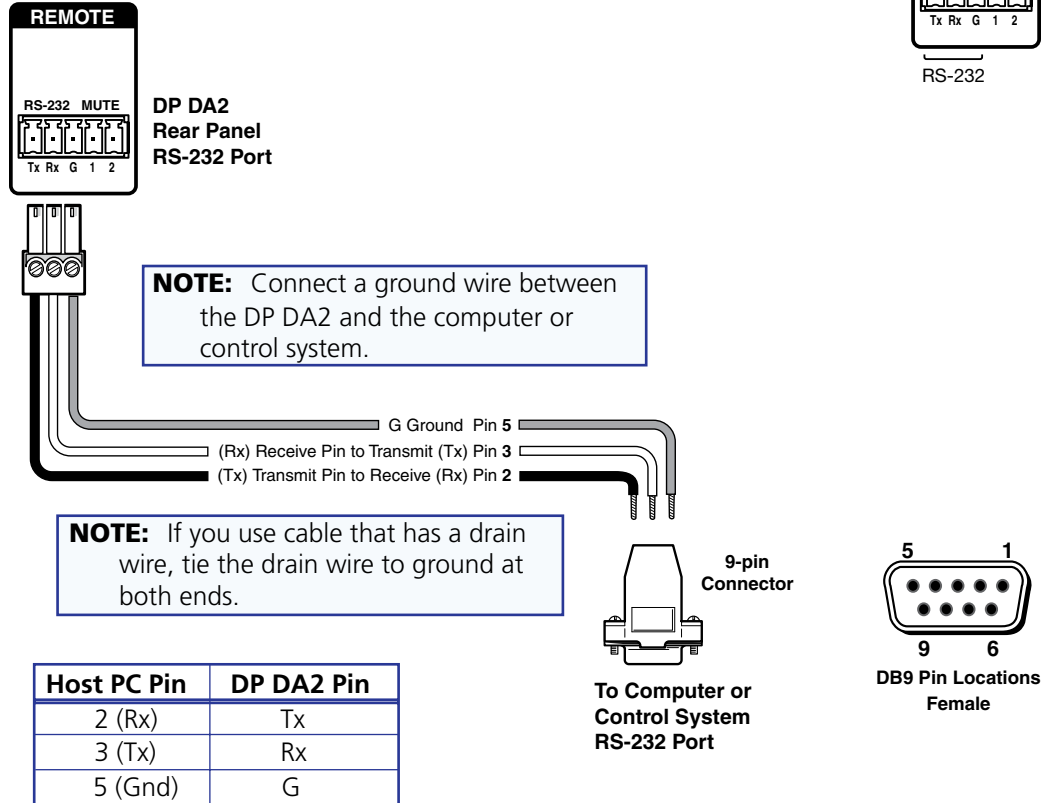 REMOTE
RS-232 MUTE
Tx Rx G 1 2
DP DA2
Rear Panel
RS-232 Port
Tx Rx G 1 2
RS-232
NOTE: Connect a ground wire between
the DP DA2 and the computer or
control system.
G Ground Pin 5
(Rx) Receive Pin to Transmit (Tx) Pin 3
(Tx) Transmit Pin to Receive (Rx) Pin 2
NOTE: If you use cable that has a drain
wire, tie the drain wire to ground at
both ends.
9-pin
Connector
To Computer or
Control System
RS-232 Port
5 1
9 6
DB9 Pin Locations
Female
Host PC Pin DP DA2 Pin
2 (Rx) Tx
3 (Tx) Rx
5 (Gnd) G